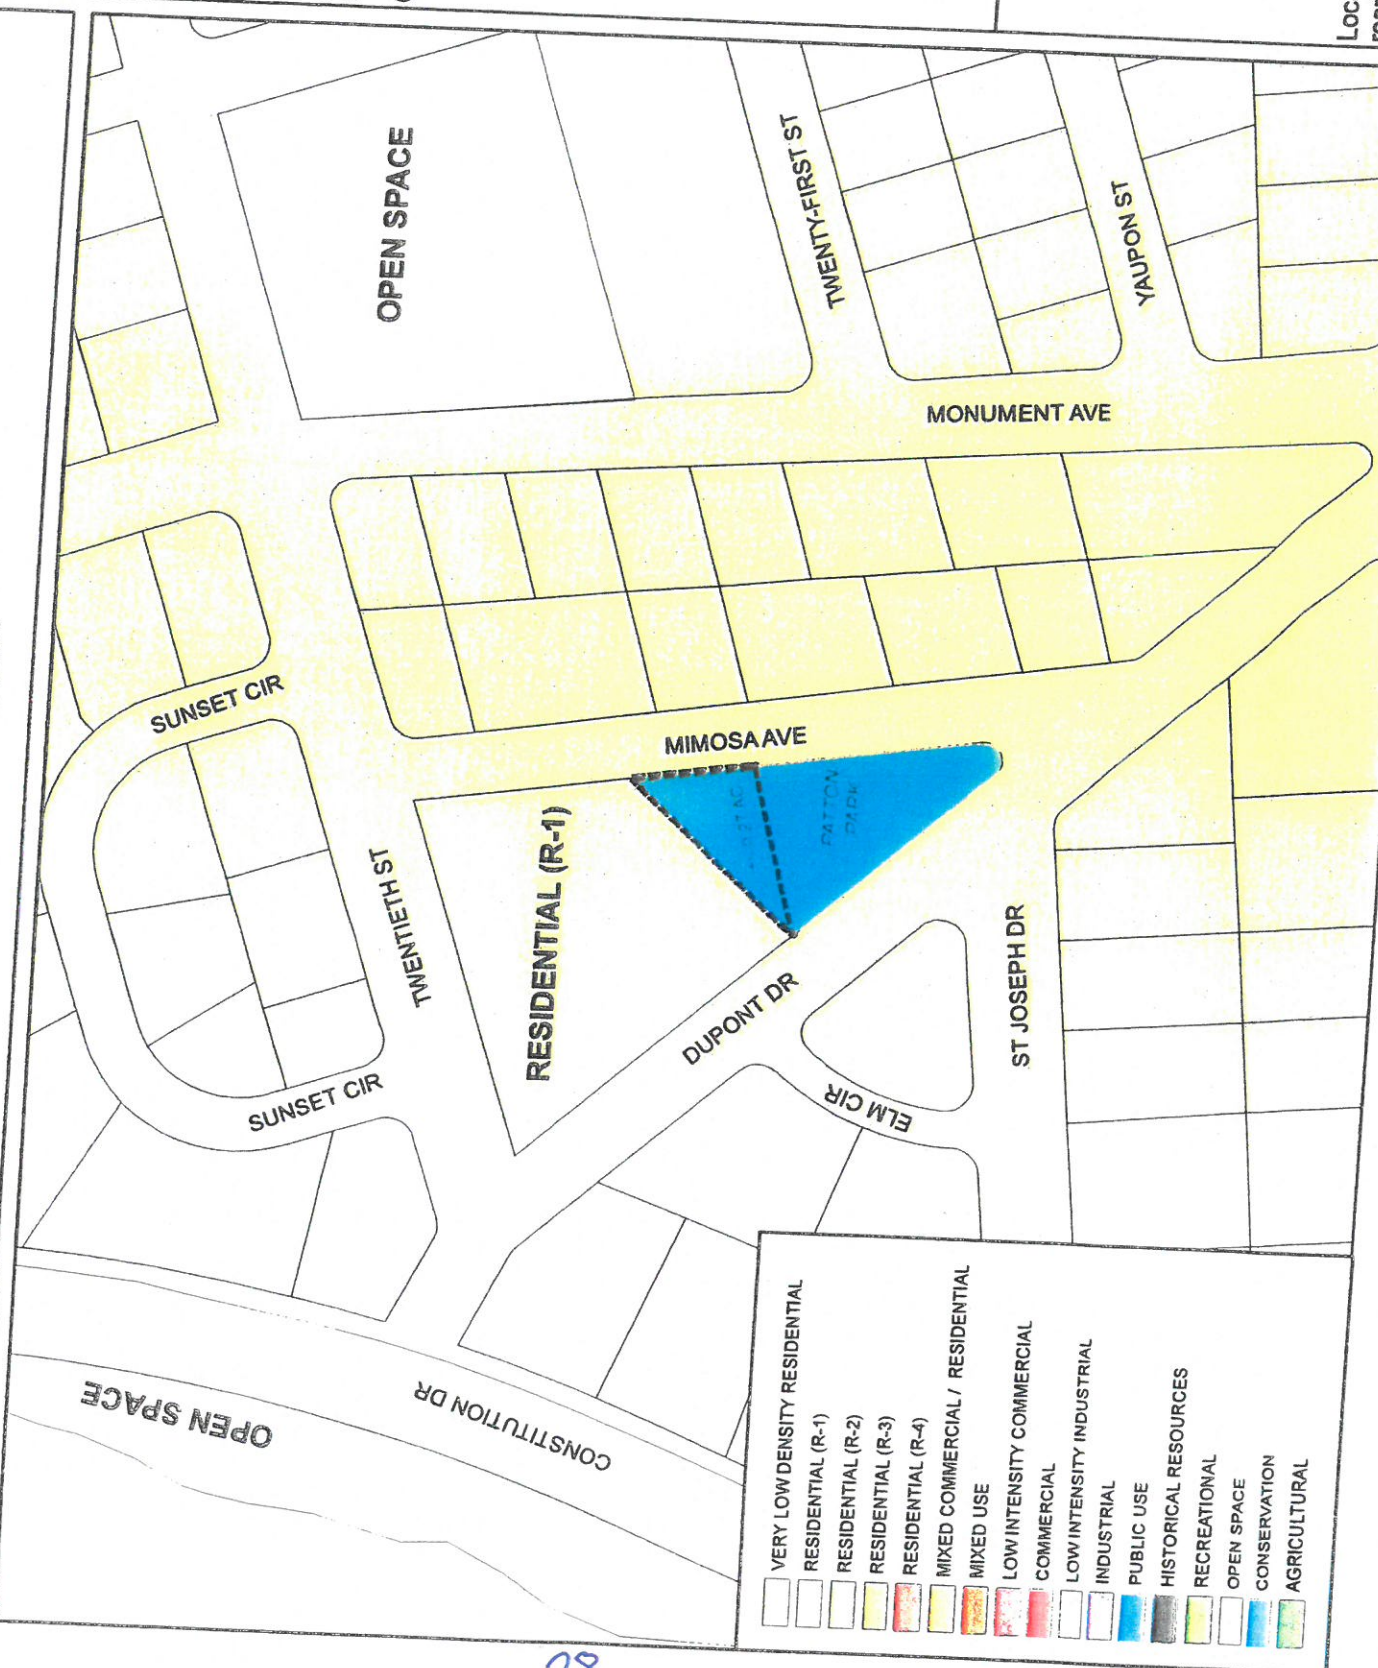 LOC
OPEN SPACE
TWENTY-FIRST ST
YAUPON ST
MONUMENT AVE
SUNSET CIR
MIMOSA AVE
PATTON
PARK
RESIDENTIAL (R-1)
TWENTIETH ST
DUPONT DR
ST JOSEPH DR
ELM CIR
SUNSET CIR
CONSTITUTION DR
OPEN SPACE
VERY LOW DENSITY RESIDENTIAL
RESIDENTIAL (R-1)
RESIDENTIAL (R-2)
RESIDENTIAL (R-3)
RESIDENTIAL (R-4)
MIXED COMMERCIAL / RESIDENTIAL
MIXED USE
LOW INTENSITY COMMERCIAL
COMMERCIAL
LOW INTENSITY INDUSTRIAL
INDUSTRIAL
PUBLIC USE
HISTORICAL RESOURCES
RECREATIONAL
OPEN SPACE
CONSERVATION
AGRICULTURAL